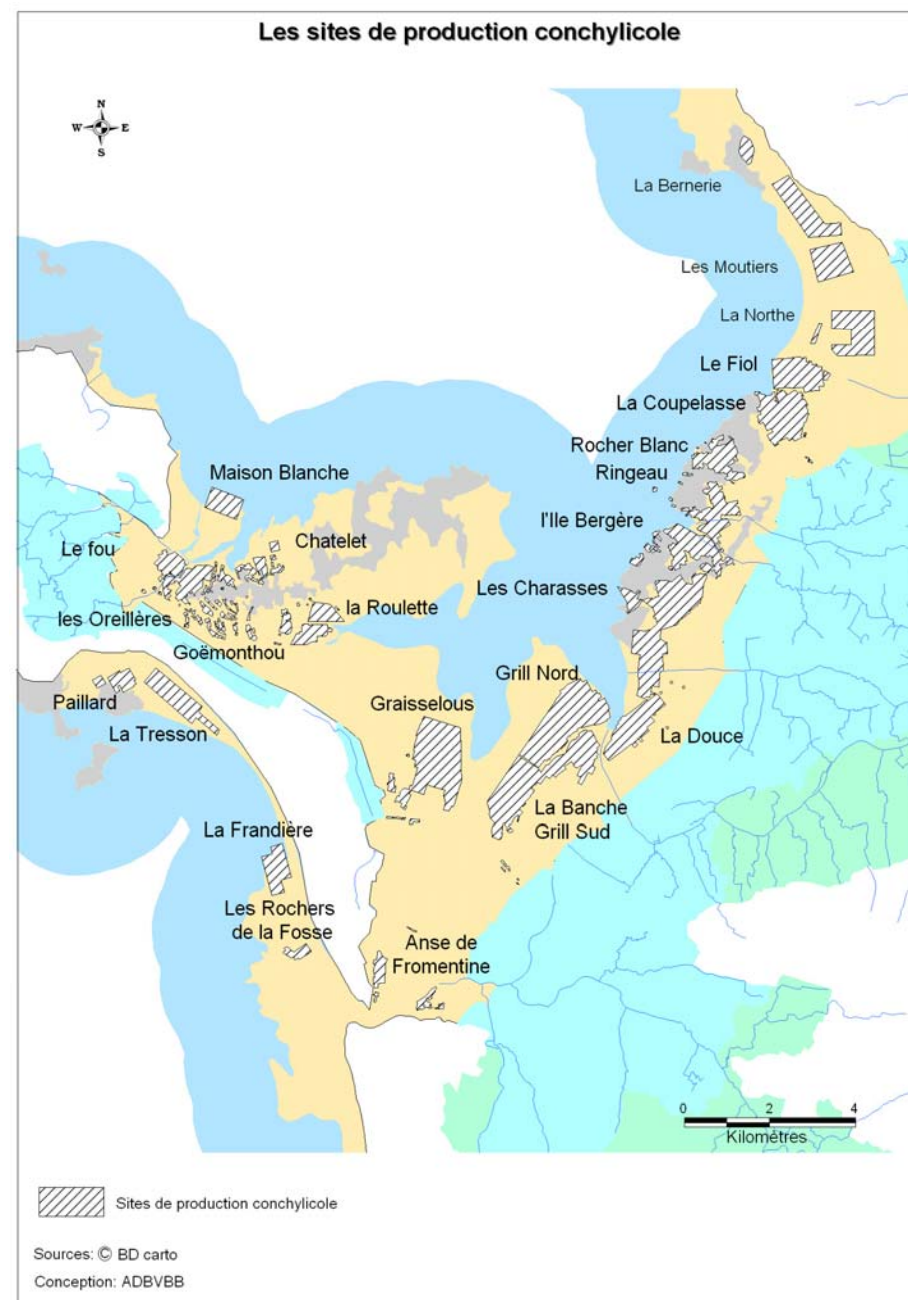 Les sites de production conchylicole
N
W E
S
La Bernerie
Les Moutiers
La Northe
Le Fiol
La Coupelasse
Rocher Blanc
Ringeau
Maison Blanche
l'Ile Bergère
Chatelet
Le fou
Les Charasses
la Roulette
les Oreillères
Goëmonthou
Grill Nord
Graisselous
Paillard
La Tresson
La Douce
La Banche
Grill Sud
La Frandière
Les Rochers
de la Fosse
Anse de
Fromentine
0 2 4
Kilomètres
Sites de production conchylicole
Sources: © BD carto
Conception: ADBVBB